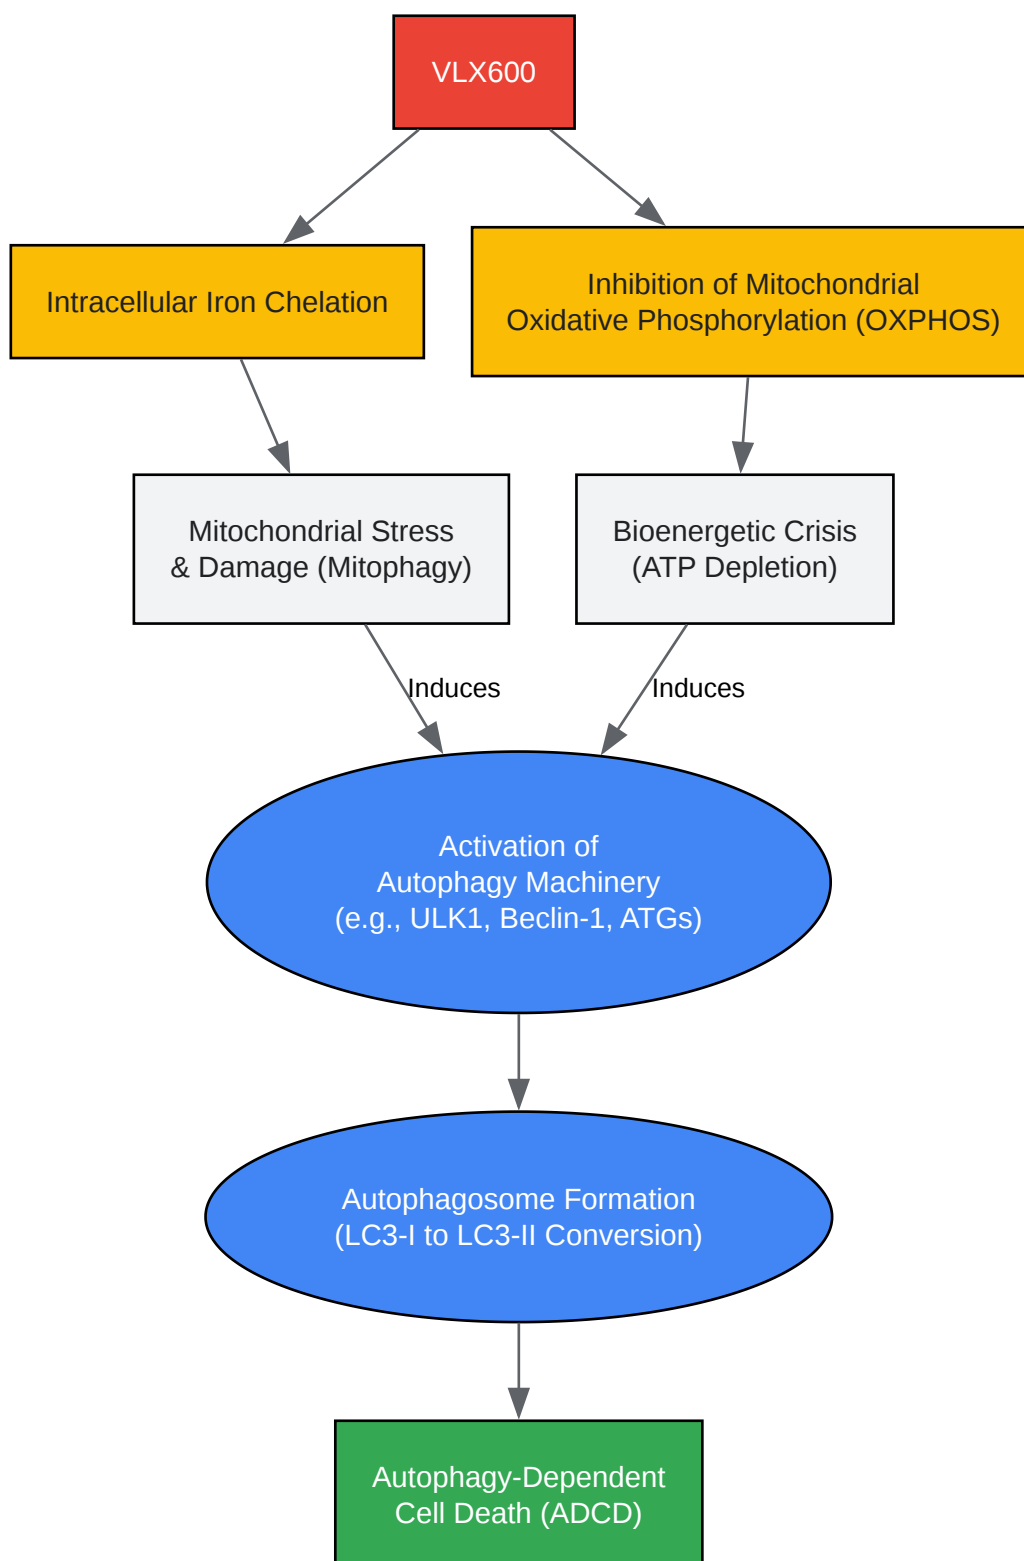 VLX600
Intracellular Iron Chelation
Inhibition of Mitochondrial
Oxidative Phosphorylation (OXPHOS)
Mitochondrial Stress
& Damage (Mitophagy)
Bioenergetic Crisis
(ATP Depletion)
Induces
Induces
Activation of
Autophagy Machinery
(e.g., ULK1, Beclin-1, ATGs)
Autophagosome Formation
(LC3-I to LC3-II Conversion)
Autophagy-Dependent
Cell Death (ADCD)